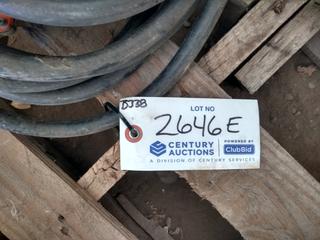 DJ38
LOT NO
2646E
CENTURY AUCTIONS
POWERED BY
ClubBid
A DIVISION OF CENTURY SERVICES